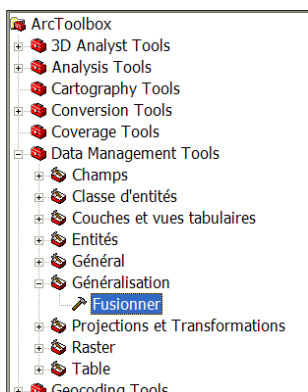 ArcToolbox
3D Analyst Tools
Analysis Tools
Cartography Tools
Conversion Tools
Coverage Tools
Data Management Tools
Champs
Classe d'entités
Couches et vues tabulaires
Entités
Général
Généralisation
Fusionner
Projections et Transformations
Raster
Table
Geocoding Tools